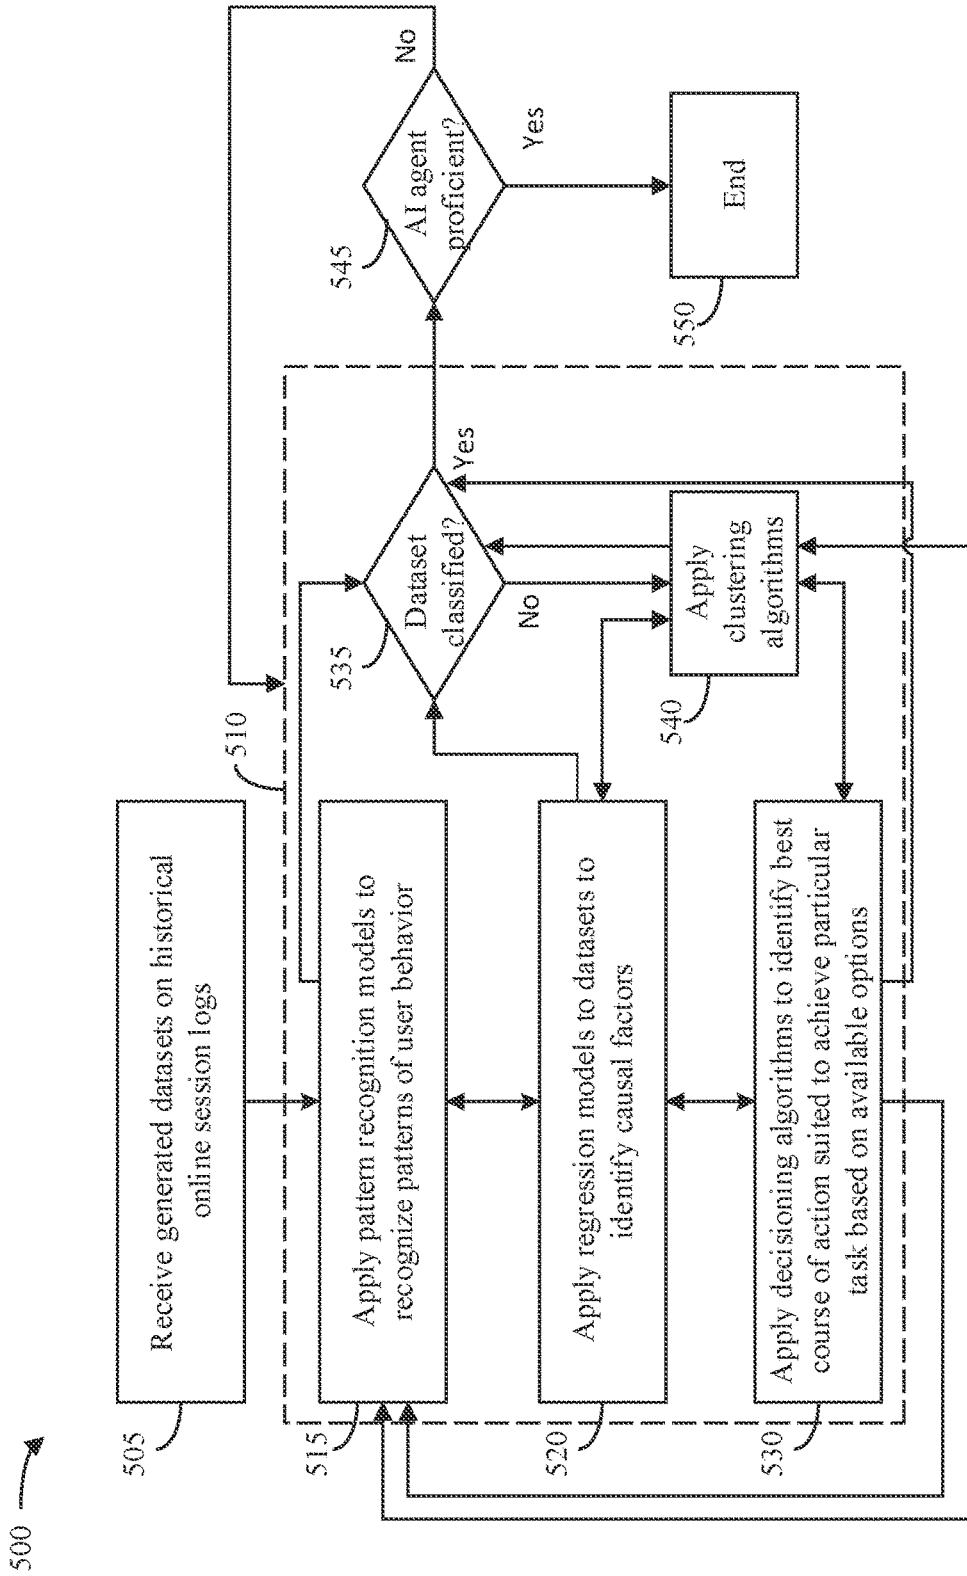 500
505
Receive generated datasets on historical
online session logs
510
515
Apply pattern recognition models to
recognize patterns of user behavior
520
Apply regression models to datasets to
identify causal factors
530
Apply decisioning algorithms to identify best
course of action suited to achieve particular
task based on available options
535
Dataset
classified?
Yes
No
540
Apply
clustering
algorithms
545
AI agent
proficient?
No
Yes
550
End